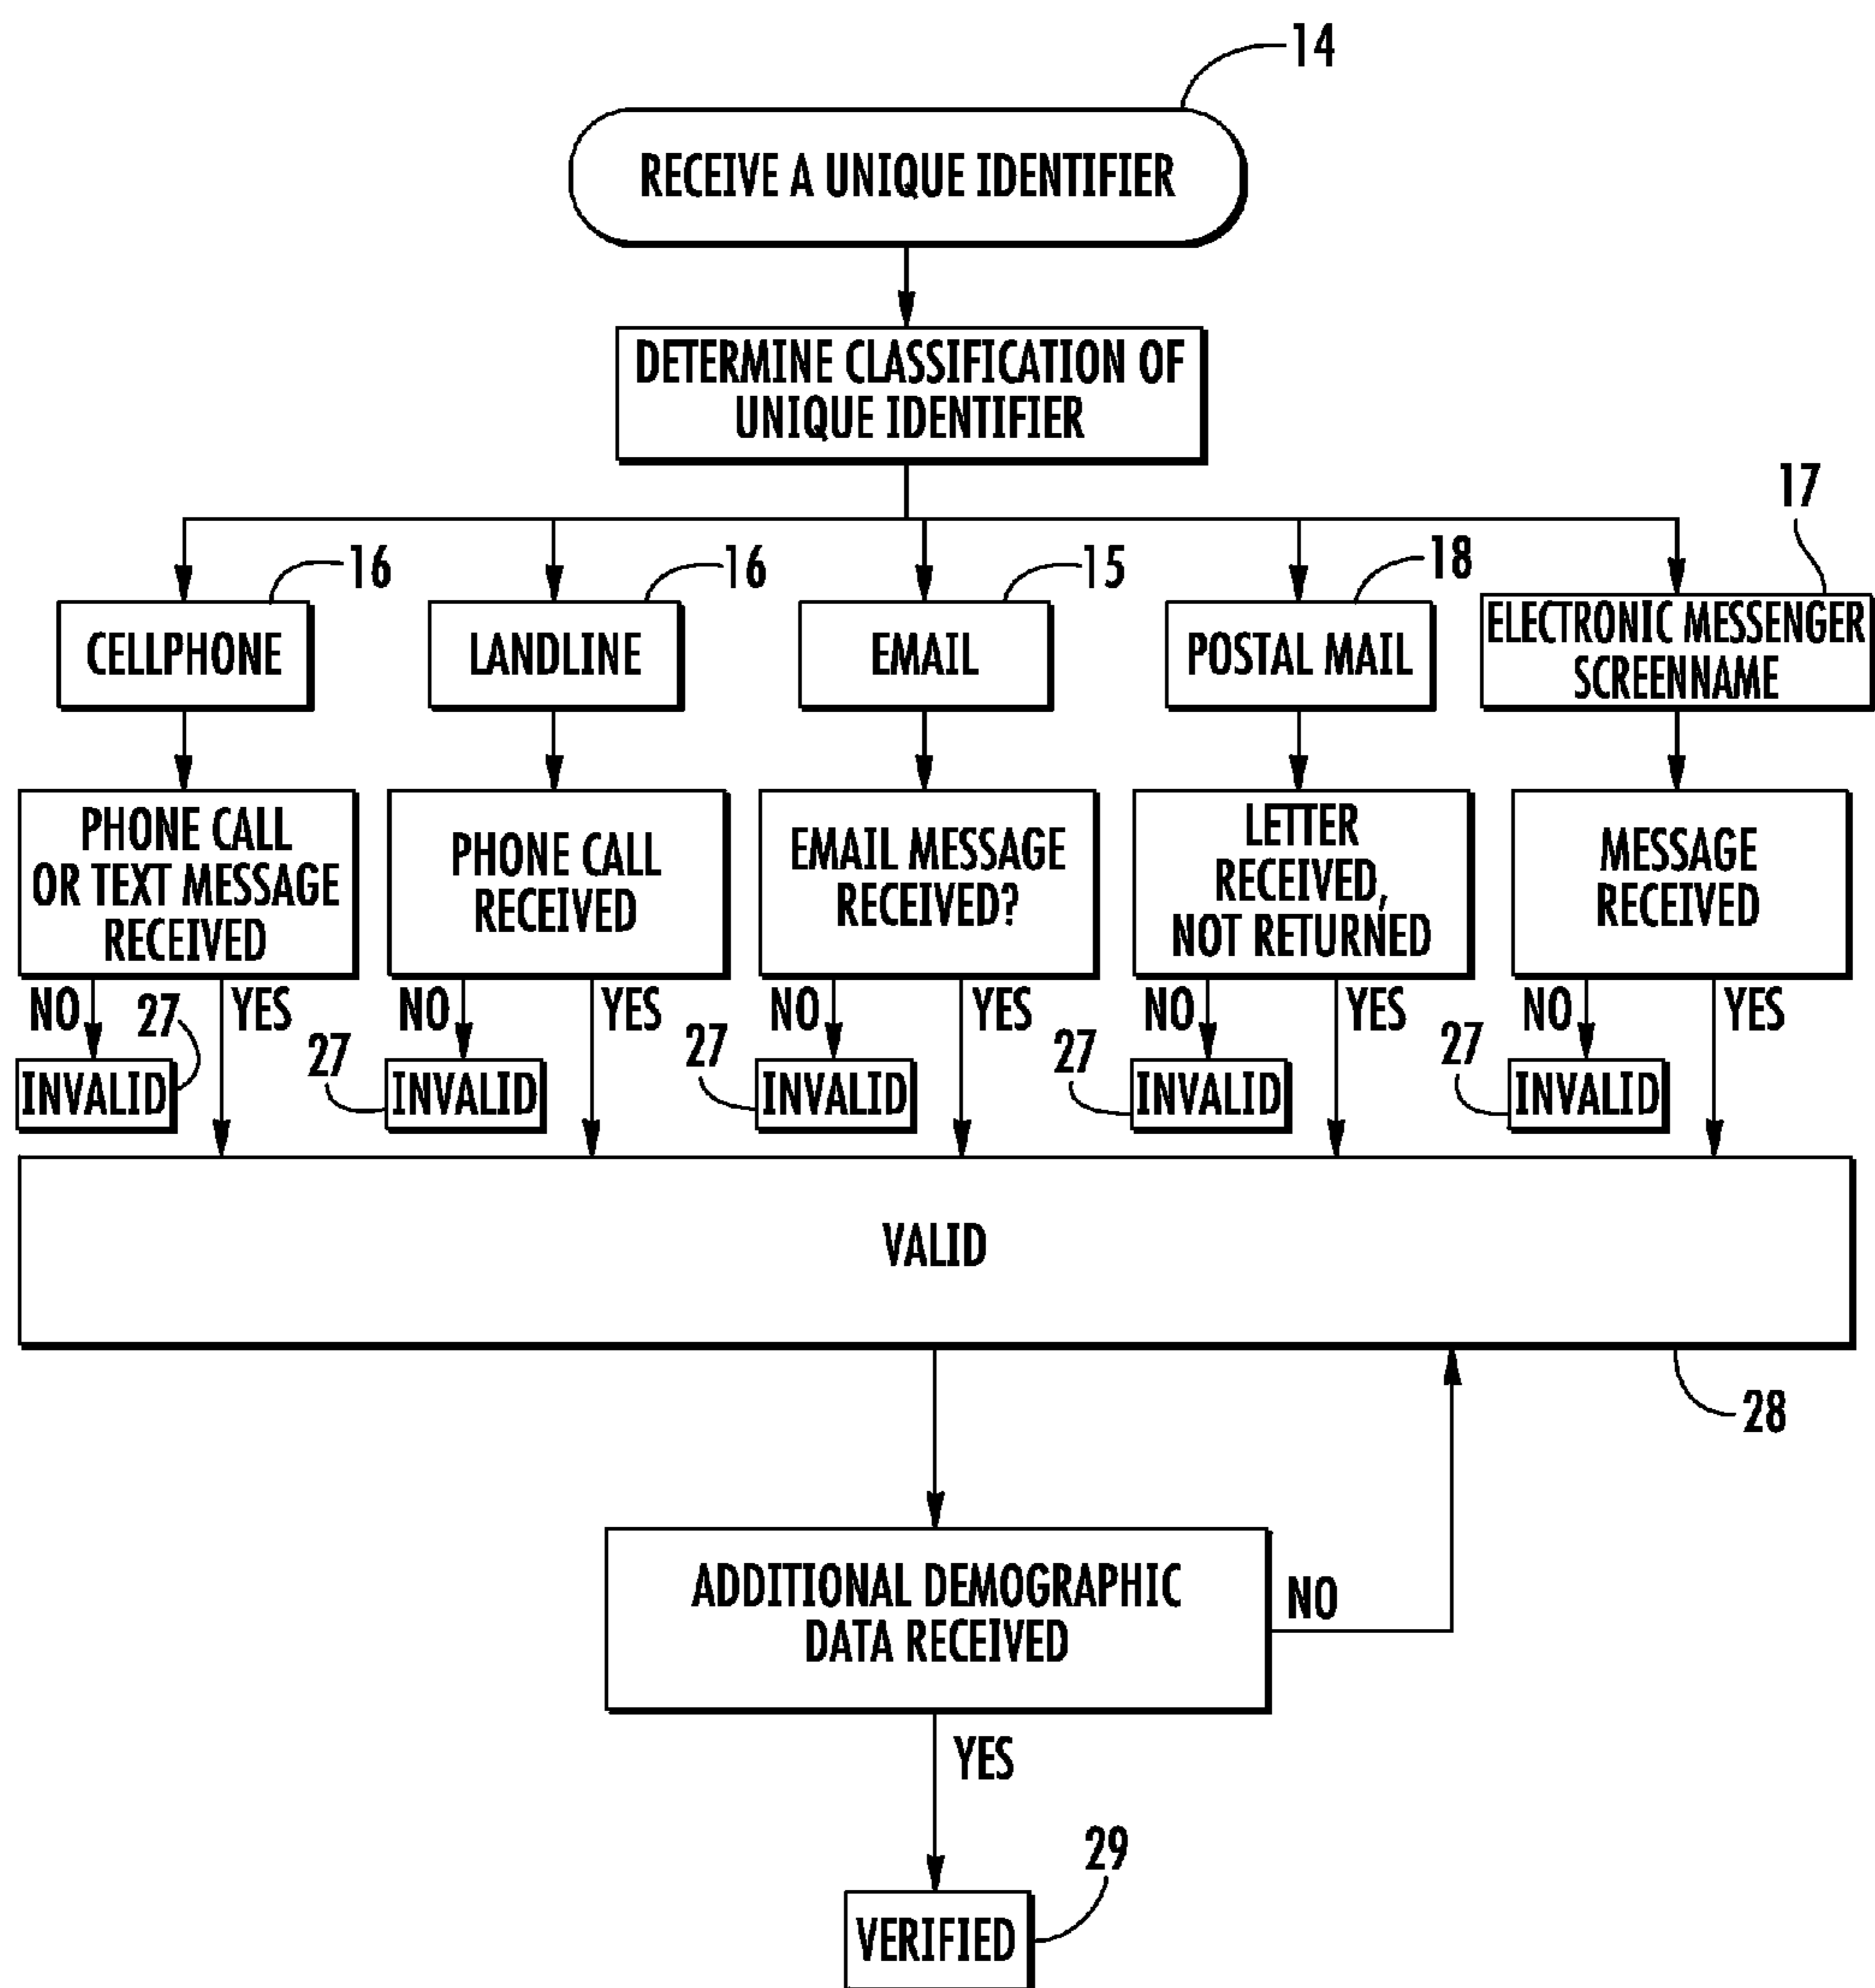 14
RECEIVE A UNIQUE IDENTIFIER
DETERMINE CLASSIFICATION OF
UNIQUE IDENTIFIER
16
CELLPHONE
16
LANDLINE
15
EMAIL
18
POSTAL MAIL
17
ELECTRONIC MESSENGER
SCREENNAME
PHONE CALL
OR TEXT MESSAGE
RECEIVED
PHONE CALL
RECEIVED
EMAIL MESSAGE
RECEIVED?
LETTER
RECEIVED,
NOT RETURNED
MESSAGE
RECEIVED
NO
27
YES
INVALID
NO
YES
27
INVALID
NO
YES
27
INVALID
NO
YES
27
INVALID
NO
YES
27
INVALID
VALID
28
ADDITIONAL DEMOGRAPHIC
DATA RECEIVED
NO
YES
29
VERIFIED